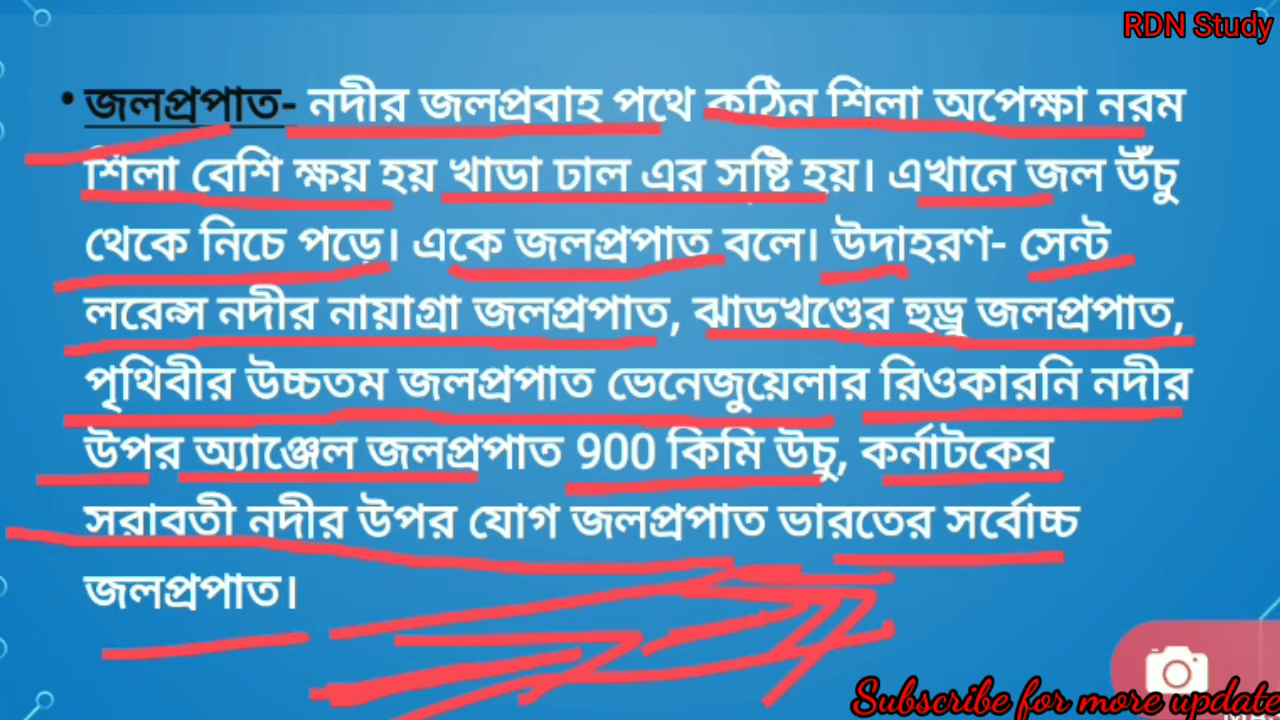 RDN Study
• জলপ্রপাত- নদীর জলপ্রবাহ পথে কঠিন শিলা অপেক্ষা নরম
শিলা বেশি ক্ষয় হয় খাডা ঢাল এর সৃষ্টি হয়। এখানে জল উঁচু
থেকে নিচে পড়ে। একে জলপ্রপাত বলে। উদাহরণ- সেন্ট
লরেন্স নদীর নায়াগ্রা জলপ্রপাত, ঝাডখণ্ডের হুড্রু জলপ্রপাত,
পৃথিবীর উচ্চতম জলপ্রপাত ভেনেজুয়েলার রিওকারনি নদীর
উপর অ্যাঞ্জেল জলপ্রপাত 900 কিমি উচু, কর্নাটকের
সরাবতী নদীর উপর যোগ জলপ্রপাত ভারতের সর্বোচ্চ
জলপ্রপাত।
Subscribe for more update